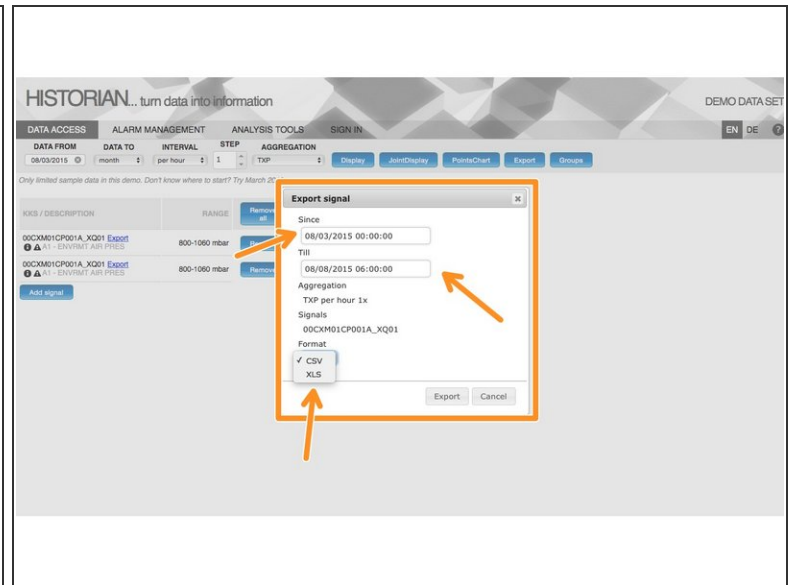 HISTORIAN... turn data into information
DEMO DATA SET
DATA ACCESS ALARM MANAGEMENT ANALYSIS TOOLS SIGN IN EN DE ?
DATA FROM DATA TO INTERVAL STEP AGGREGATION
08/03/2015 month per hour 1 TXP Display JointDisplay PointsChart Export Groups
Only limited sample data in this demo. Don't know where to start? Try March 20
KKS / DESCRIPTION RANGE Remove all
00CXM01CP001A_XQ01 Export
A1 - ENVRMT AIR PRES 800-1060 mbar
00CXM01CP001A_XQ01 Export
A1 - ENVRMT AIR PRES 800-1060 mbar Remove
Add signal
Export signal x
Since
08/03/2015 00:00:00
Till
08/08/2015 06:00:00
Aggregation
TXP per hour 1x
Signals
00CXM01CP001A_XQ01
Format
✓ CSV
XLS
Export Cancel